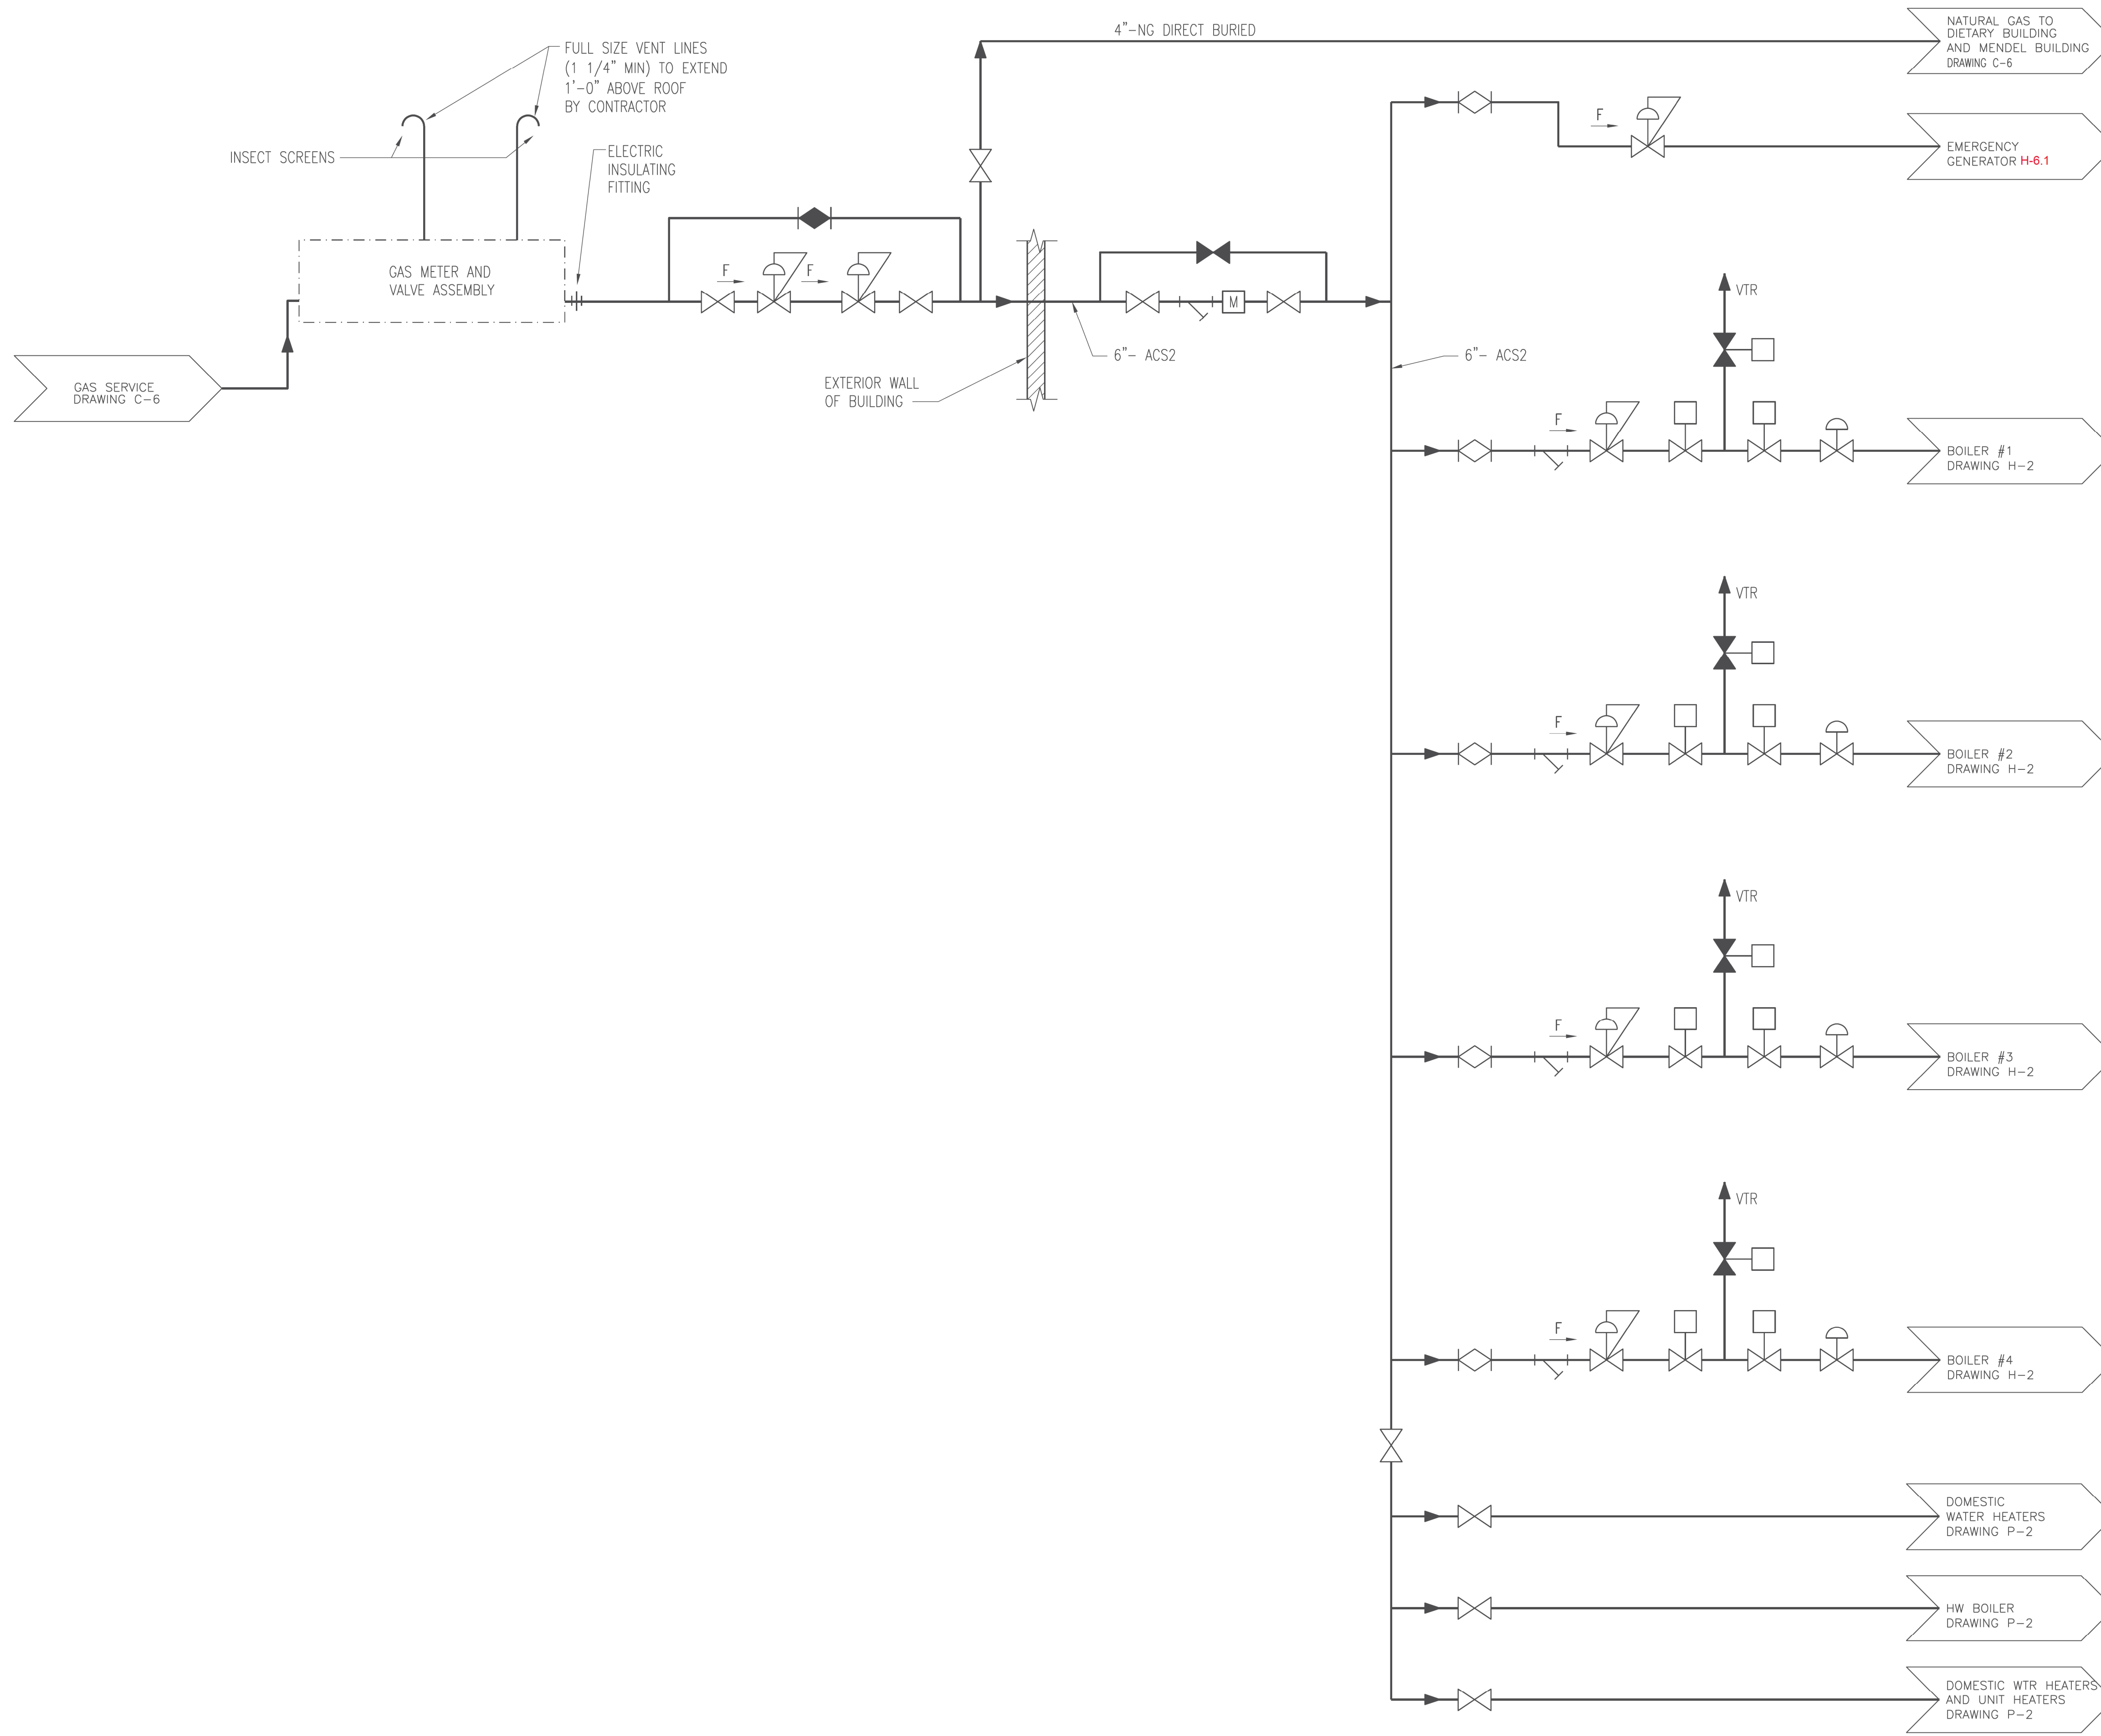 4"-NG DIRECT BURIED
NATURAL GAS TO
DIETARY BUILDING
AND MENDEL BUILDING
DRAWING C-6
FULL SIZE VENT LINES
(1 1/4" MIN) TO EXTEND
1'-0" ABOVE ROOF
BY CONTRACTOR
INSECT SCREENS
ELECTRIC
INSULATING
FITTING
F
EMERGENCY
GENERATOR H-6.1
GAS METER AND
VALVE ASSEMBLY
F
F
M
VTR
6"- ACS2
6"- ACS2
EXTERIOR WALL
OF BUILDING
GAS SERVICE
DRAWING C-6
F
BOILER #1
DRAWING H-2
VTR
F
BOILER #2
DRAWING H-2
VTR
F
BOILER #3
DRAWING H-2
VTR
F
BOILER #4
DRAWING H-2
DOMESTIC
WATER HEATERS
DRAWING P-2
HW BOILER
DRAWING P-2
DOMESTIC WTR HEATERS
AND UNIT HEATERS
DRAWING P-2